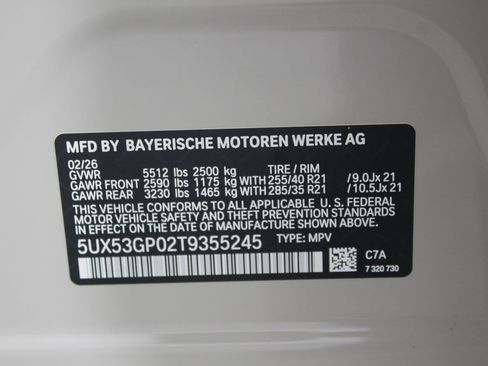 MFD BY BAYERISCHE MOTOREN WERKE AG
02/26
GVWR 5512 lbs 2500 kg TIRE / RIM
GAWR FRONT 2590 lbs 1175 kg WITH 255/40 R21 /9.0Jx 21
GAWR REAR 3230 lbs 1465 kg WITH 285/35 R21 /10.5Jx 21
THIS VEHICLE CONFORMS TO ALL APPLICABLE U. S. FEDERAL
MOTOR VEHICLE SAFETY, BUMPER, AND THEFT PREVENTION
STANDARDS IN EFFECT ON THE DATE OF MANUFACTURE SHOWN ABOVE.
5UX53GP02T9355245 TYPE: MPV
C7A
7 320 730